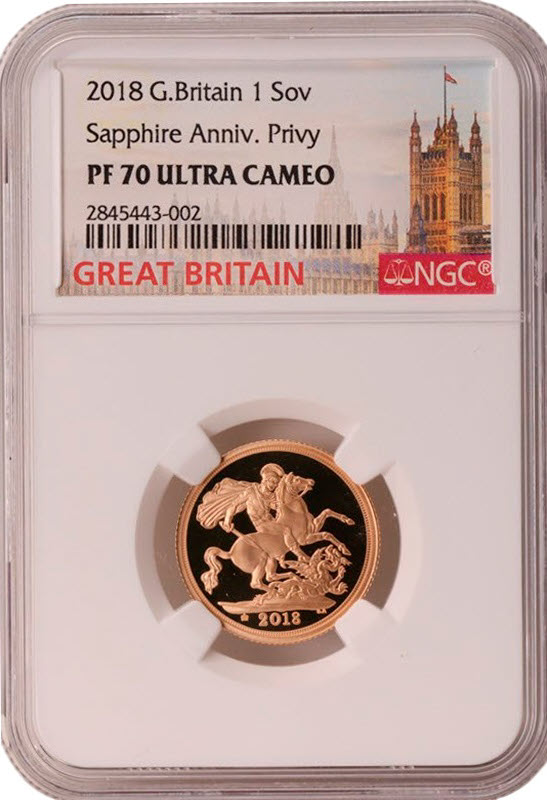 2018 G.Britain 1 Sov
Sapphire Anniv. Privy
PF 70 ULTRA CAMEO
2845443-002
GREAT BRITAIN
NGC®
2018